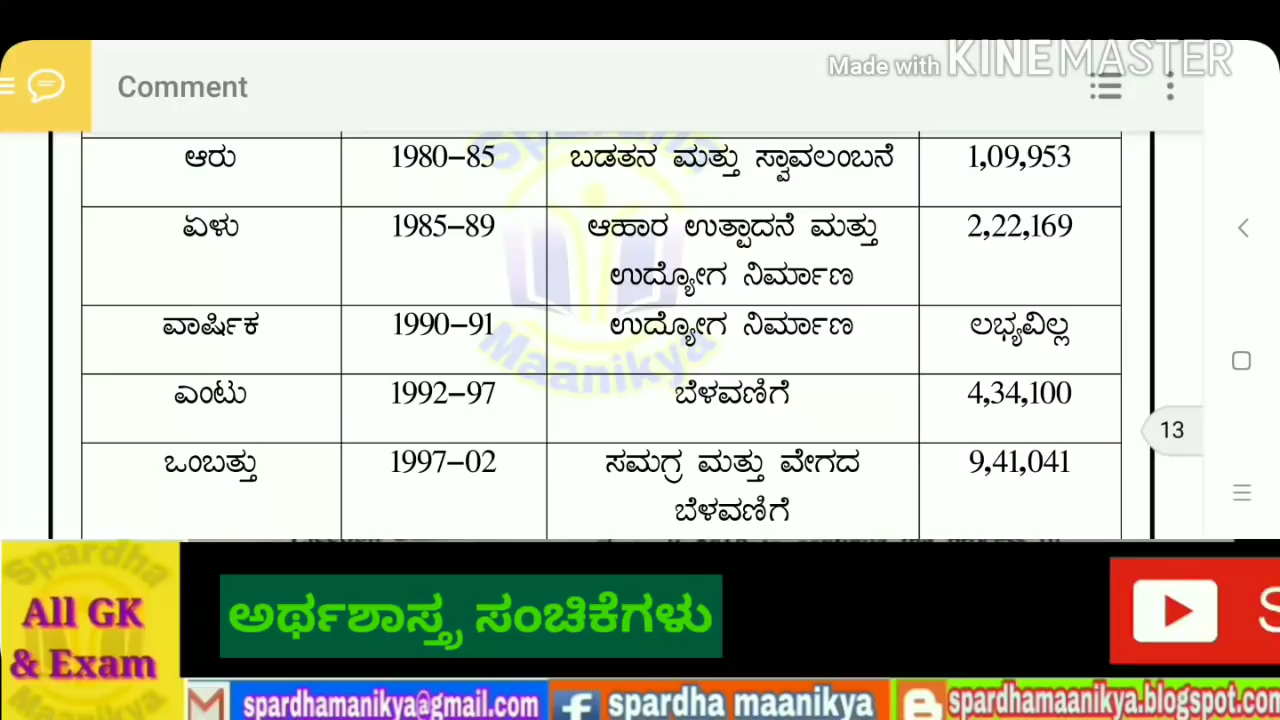 Made with KINEMASTER
Comment
ಆರು 1980–85 ಬಡತನ ಮತ್ತು ಸ್ವಾವಲಂಬನೆ 1,09,953
ಏಳು 1985–89 ಆಹಾರ ಉತ್ಪಾದನೆ ಮತ್ತು 2,22,169
ಉದ್ಯೋಗ ನಿರ್ಮಾಣ
ವಾರ್ಷಿಕ 1990–91 ಉದ್ಯೋಗ ನಿರ್ಮಾಣ ಲಭ್ಯವಿಲ್ಲ
Maanikya
ಎಂಟು 1992–97 ಬೆಳವಣಿಗೆ 4,34,100
13
ಒಂಬತ್ತು 1997–02 ಸಮಗ್ರ ಮತ್ತು ವೇಗದ 9,41,041
ಬೆಳವಣಿಗೆ
Spardha
All GK
& Exam
Maanikya
ಅರ್ಥಶಾಸ್ತ್ರ ಸಂಚಿಕೆಗಳು
S
spardhamanikya@gmail.com
spardha maanikya
spardhamaanikya.blogspot.com